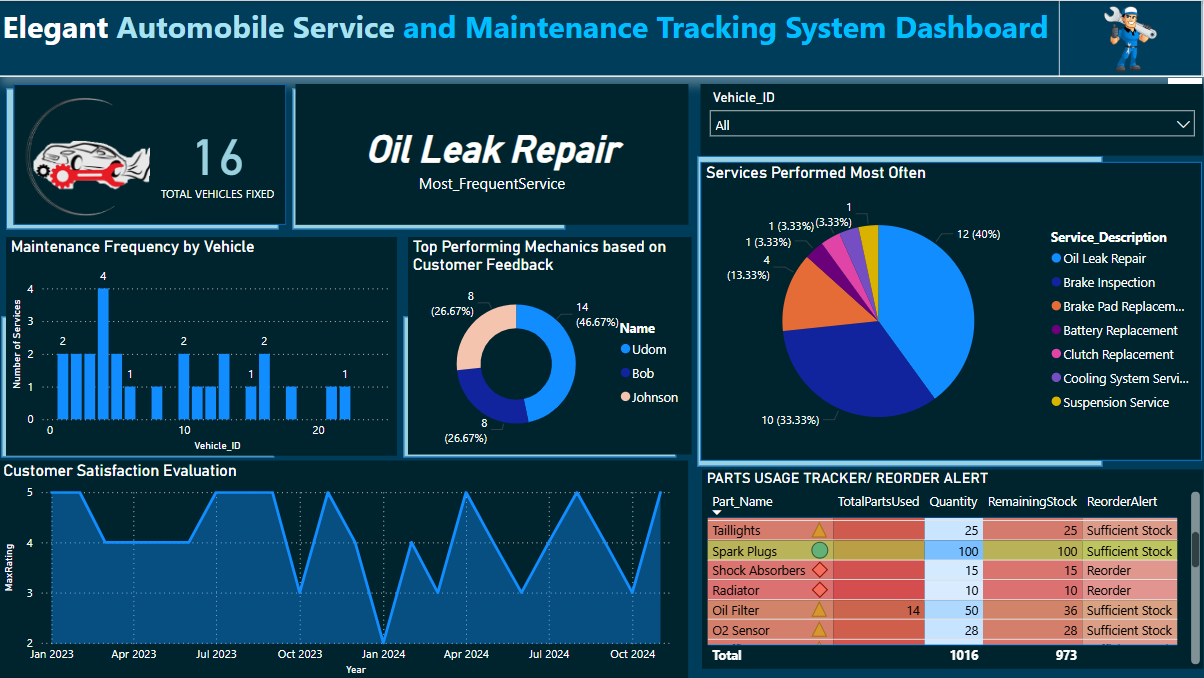 Elegant Automobile Service and Maintenance Tracking System Dashboard
16
TOTAL VEHICLES FIXED
Oil Leak Repair
Most_FrequentService
Vehicle_ID
All
Maintenance Frequency by Vehicle
Number of Services
4
3
2
1
0
2
4
1
2
1
2
1
0
10
20
Vehicle_ID
Top Performing Mechanics based on
Customer Feedback
8
(26.67%)
14
(46.67%)
8
(26.67%)
Name
Udom
Bob
Johnson
Services Performed Most Often
1
(3.33%)
1 (3.33%)
1 (3.33%)
4
(13.33%)
12 (40%)
10 (33.33%)
Service_Description
Oil Leak Repair
Brake Inspection
Brake Pad Replacem...
Battery Replacement
Clutch Replacement
Cooling System Servi...
Suspension Service
Customer Satisfaction Evaluation
MaxRating
5
4
3
2
Jan 2023
Apr 2023
Jul 2023
Oct 2023
Jan 2024
Apr 2024
Jul 2024
Oct 2024
Year
PARTS USAGE TRACKER/ REORDER ALERT
Part_Name TotalPartsUsed Quantity RemainingStock ReorderAlert
Taillights 25 25 Sufficient Stock
Spark Plugs 100 100 Sufficient Stock
Shock Absorbers 15 15 Reorder
Radiator 10 10 Reorder
Oil Filter 14 50 36 Sufficient Stock
O2 Sensor 28 28 Sufficient Stock
Total 1016 973